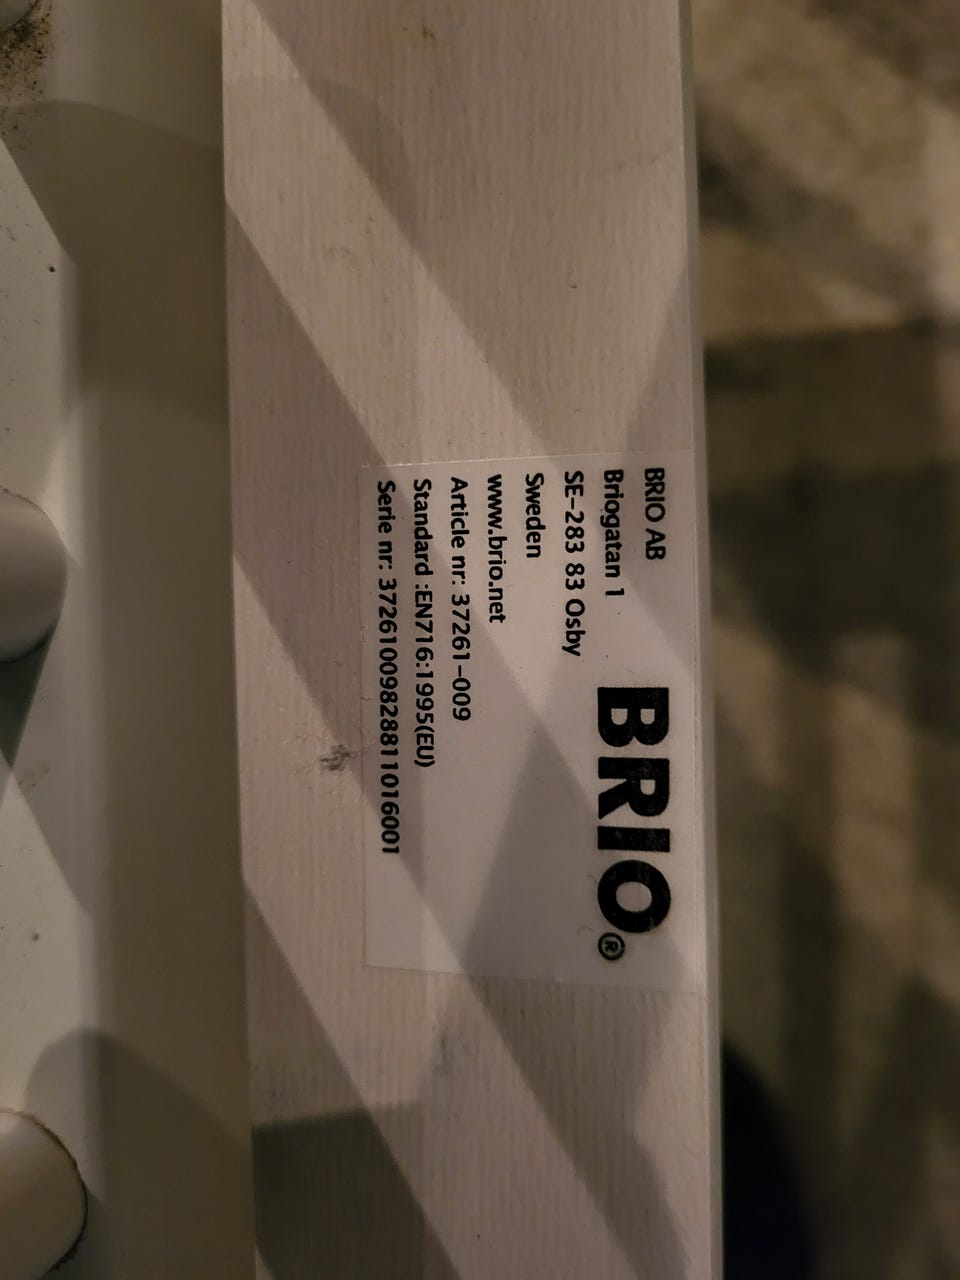 BRIO AB
Briogatan 1
SE-283 83 Osby
Sweden
www.brio.net
Article nr: 37261-009
Standard :EN716:1995(EU)
Serie nr: 37261009828811016001
BRIO®